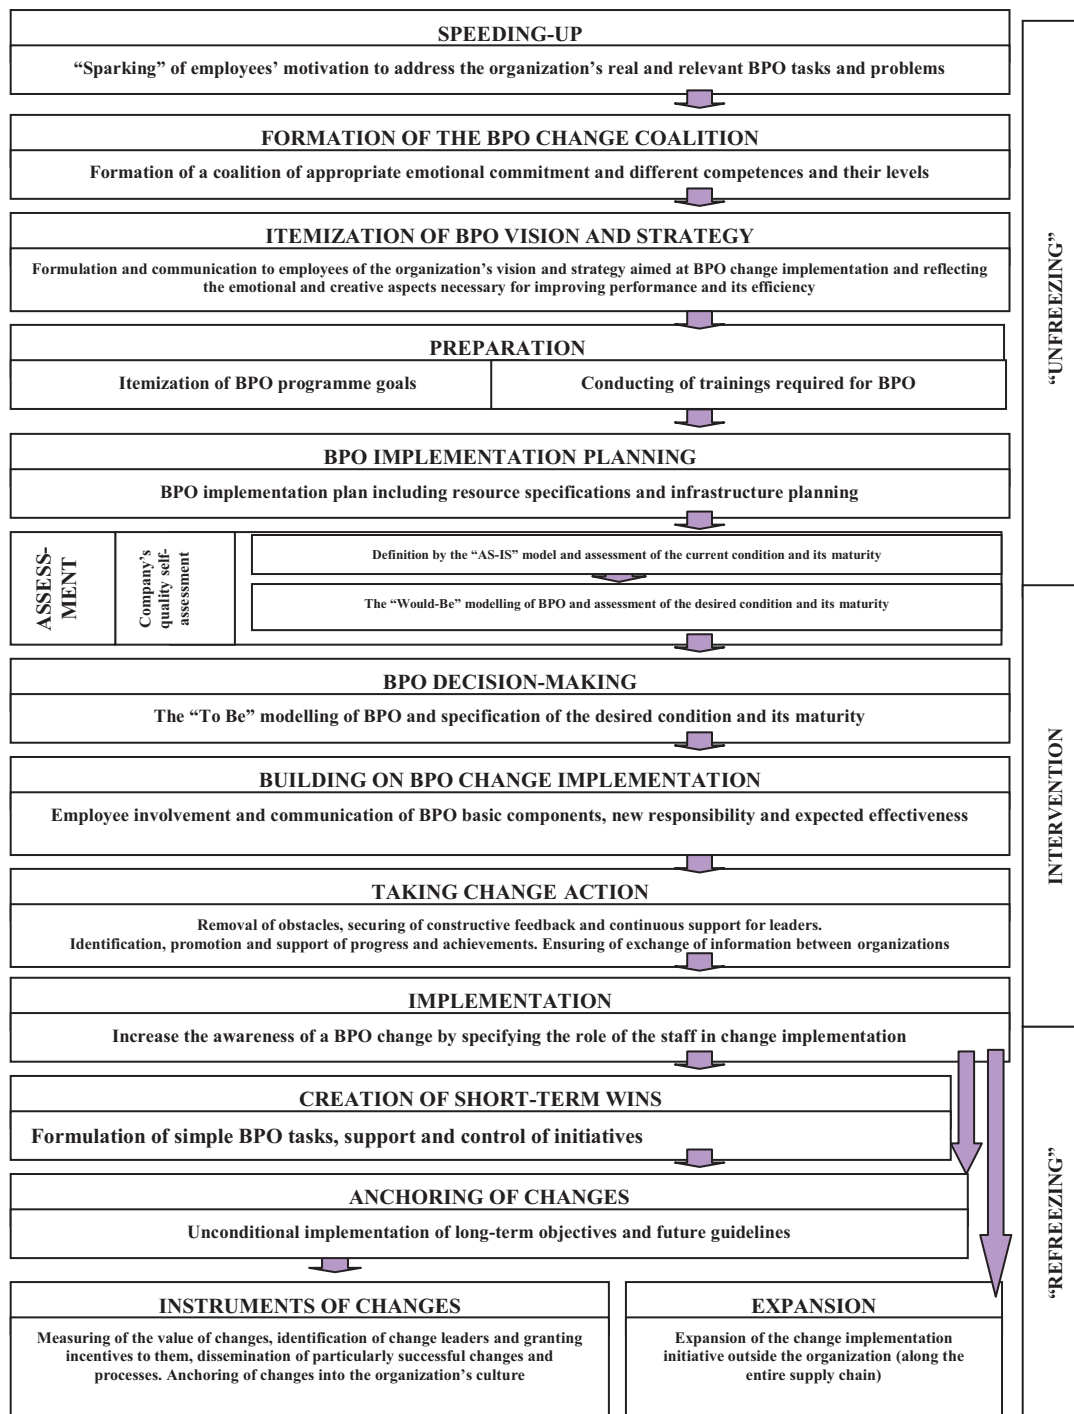 SPEEDING-UP
“Sparking” of employees’ motivation to address the organization’s real and relevant BPO tasks and problems
FORMATION OF THE BPO CHANGE COALITION
Formation of a coalition of appropriate emotional commitment and different competences and their levels
ITEMIZATION OF BPO VISION AND STRATEGY
Formulation and communication to employees of the organization’s vision and strategy aimed at BPO change implementation and reflecting
the emotional and creative aspects necessary for improving performance and its efficiency
PREPARATION
Itemization of BPO programme goals
Conducting of trainings required for BPO
BPO IMPLEMENTATION PLANNING
BPO implementation plan including resource specifications and infrastructure planning
“UNFREEZING”
ASSESS-
MENT
Company’s
quality self-
assessment
Definition by the “AS-IS” model and assessment of the current condition and its maturity
The “Would-Be” modelling of BPO and assessment of the desired condition and its maturity
BPO DECISION-MAKING
The “To Be” modelling of BPO and specification of the desired condition and its maturity
BUILDING ON BPO CHANGE IMPLEMENTATION
Employee involvement and communication of BPO basic components, new responsibility and expected effectiveness
TAKING CHANGE ACTION
Removal of obstacles, securing of constructive feedback and continuous support for leaders.
Identification, promotion and support of progress and achievements. Ensuring of exchange of information between organizations
INTERVENTION
IMPLEMENTATION
Increase the awareness of a BPO change by specifying the role of the staff in change implementation
CREATION OF SHORT-TERM WINS
Formulation of simple BPO tasks, support and control of initiatives
ANCHORING OF CHANGES
Unconditional implementation of long-term objectives and future guidelines
INSTRUMENTS OF CHANGES
Measuring of the value of changes, identification of change leaders and granting
incentives to them, dissemination of particularly successful changes and
processes. Anchoring of changes into the organization’s culture
EXPANSION
Expansion of the change implementation
initiative outside the organization (along the
entire supply chain)
“REFREEZING”